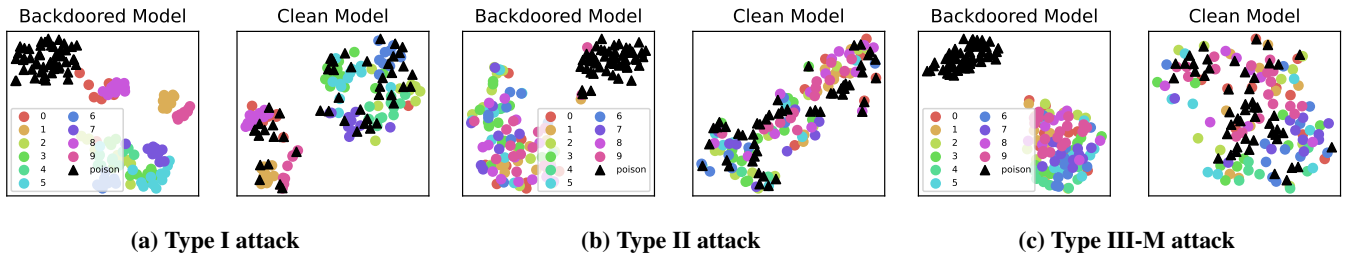 Backdoored Model
Clean Model
Backdoored Model
Clean Model
Backdoored Model
Clean Model
0 6
1 7
2 8
3 9
4 poison
5
0 6
1 7
2 8
3 9
4 poison
5
0 6
1 7
2 8
3 9
4 poison
5
(a) Type I attack
(b) Type II attack
(c) Type III-M attack